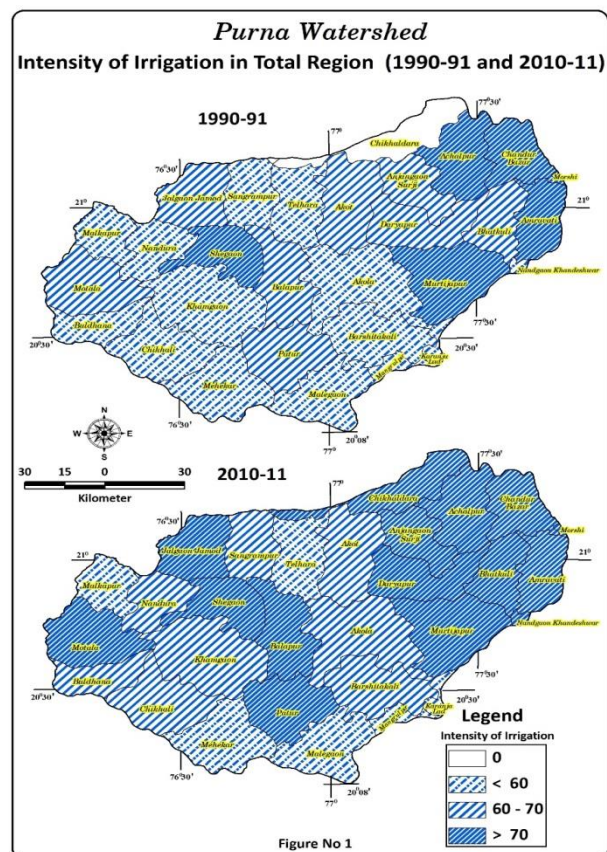 Purna Watershed
Intensity of Irrigation in Total Region (1990-91 and 2010-11)
1990-91
77°30'
77°
Chikhaldara
76°30'
Achalpur
Chandur
Bazar
Anjangaon
Surji
Morshi
21°
Jalgaon Jamod
Sangrampur
Telhara
Akot
Daryapur
Bhatkuli
Amravati
21°
Malkapur
Nandura
Shegaon
Nandgaon Khandeshwar
Motala
Balapur
Akola
Murtijapur
Khamgaon
77°30'
Buldhana
Barshitakali
20°30'
20°30'
Chikhali
Patur
Karanja
Lad
Mehekar
Malegaon
76°30'
20°08'
77°
N
W E
S
30 15 0 30
Kilometer
2010-11
77°30'
77°
76°30'
Chikhaldara
Achalpur
Chandur
Bazar
Anjangaon
Surji
Morshi
21°
Jalgaon Jamod
Sangrampur
Telhara
Akot
Daryapur
Bhatkuli
Amravati
21°
Malkapur
Nandura
Shegaon
Nandgaon Khandeshwar
Motala
Balapur
Akola
Murtijapur
Khamgaon
77°30'
Buldhana
Barshitakali
20°30'
20°30'
Chikhali
Patur
Karanja
Lad
Mehekar
Malegaon
76°30'
20°08'
77°
Legend
Intensity of Irrigation
0
< 60
60 - 70
> 70
Figure No 1